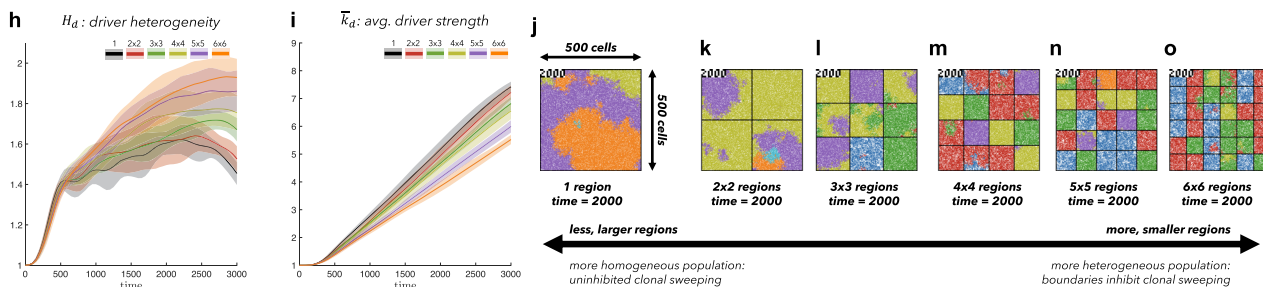 h
H_d : driver heterogeneity
1 2x2 3x3 4x4 5x5 6x6
2
1.8
1.6
1.4
1.2
1
0 500 1000 1500 2000 2500 3000
time
i
k̅_d : avg. driver strength
1 2x2 3x3 4x4 5x5 6x6
9
8
7
6
5
4
3
2
1
0 500 1000 1500 2000 2500 3000
time
j
500 cells
500 cells
2000
1 region
time = 2000
k
2000
2x2 regions
time = 2000
l
2000
3x3 regions
time = 2000
m
2000
4x4 regions
time = 2000
n
2000
5x5 regions
time = 2000
o
2000
6x6 regions
time = 2000
less, larger regions
more, smaller regions
more homogeneous population:
uninhibited clonal sweeping
more heterogeneous population:
boundaries inhibit clonal sweeping